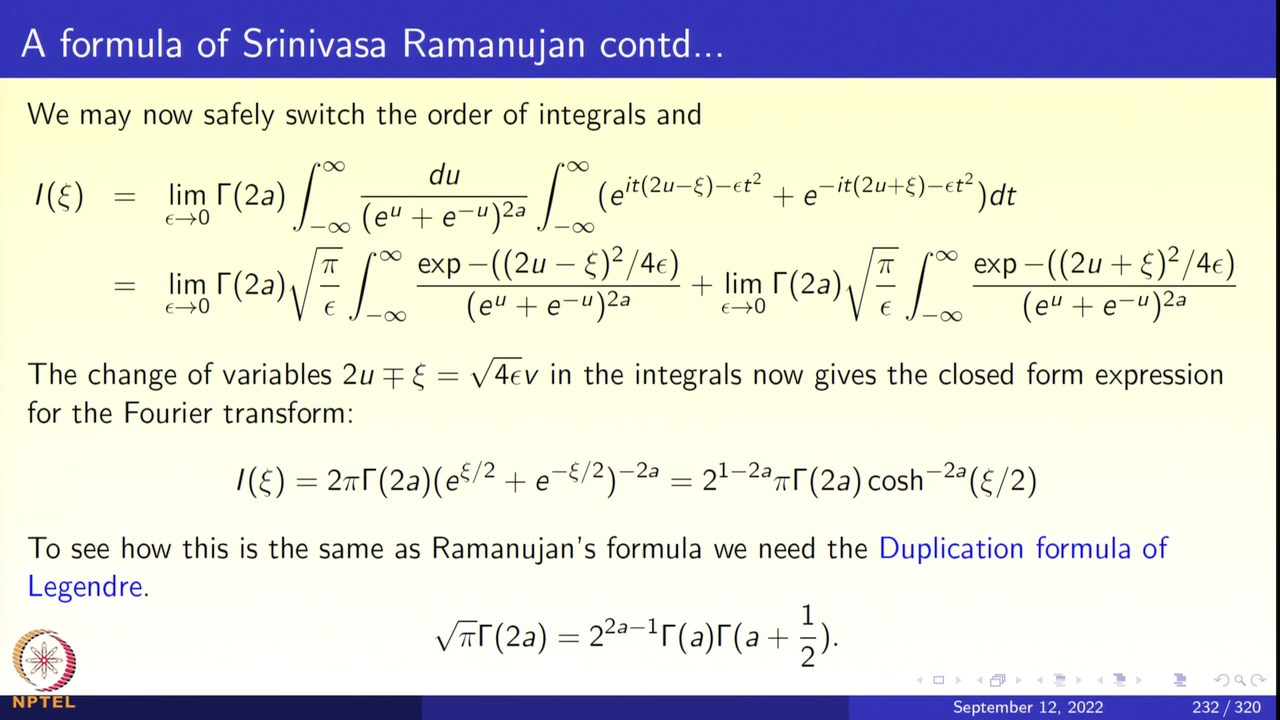 A formula of Srinivasa Ramanujan contd...
We may now safely switch the order of integrals and
I(ξ) = lim_{ϵ→0} Γ(2a) ∫_{−∞}^{∞} du/(e^u + e^{−u})^{2a} ∫_{−∞}^{∞} (e^{it(2u−ξ)−ϵt²} + e^{−it(2u+ξ)−ϵt²})dt
= lim_{ϵ→0} Γ(2a)√(π/ϵ) ∫_{−∞}^{∞} exp −((2u − ξ)²/4ϵ)/(e^u + e^{−u})^{2a} + lim_{ϵ→0} Γ(2a)√(π/ϵ) ∫_{−∞}^{∞} exp −((2u + ξ)²/4ϵ)/(e^u + e^{−u})^{2a}
The change of variables 2u ∓ ξ = √(4ϵ)v in the integrals now gives the closed form expression
for the Fourier transform:
I(ξ) = 2πΓ(2a)(e^{ξ/2} + e^{−ξ/2})^{−2a} = 2^{1−2a}πΓ(2a) cosh^{−2a}(ξ/2)
To see how this is the same as Ramanujan's formula we need the Duplication formula of
Legendre.
√πΓ(2a) = 2^{2a−1}Γ(a)Γ(a + 1/2).
NPTEL
September 12, 2022 232 / 320